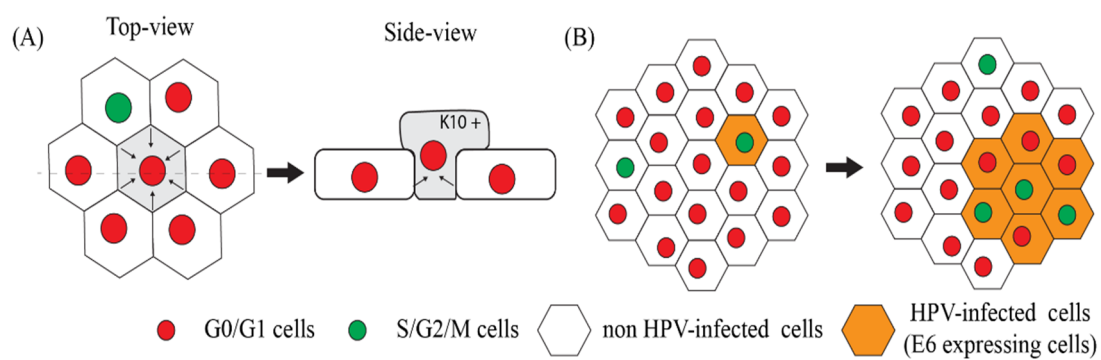 (A)
Top-view
Side-view
K10 +
(B)
G0/G1 cells
S/G2/M cells
non HPV-infected cells
HPV-infected cells
(E6 expressing cells)